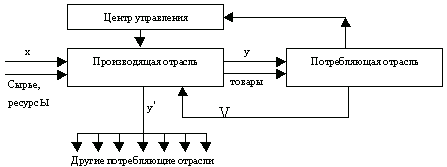 Центр управления
x
Производящая отрасль
y
Потребляющая отрасль
Сырье,
ресурсы
товары
y'
V
Другие потребляющие отрасли